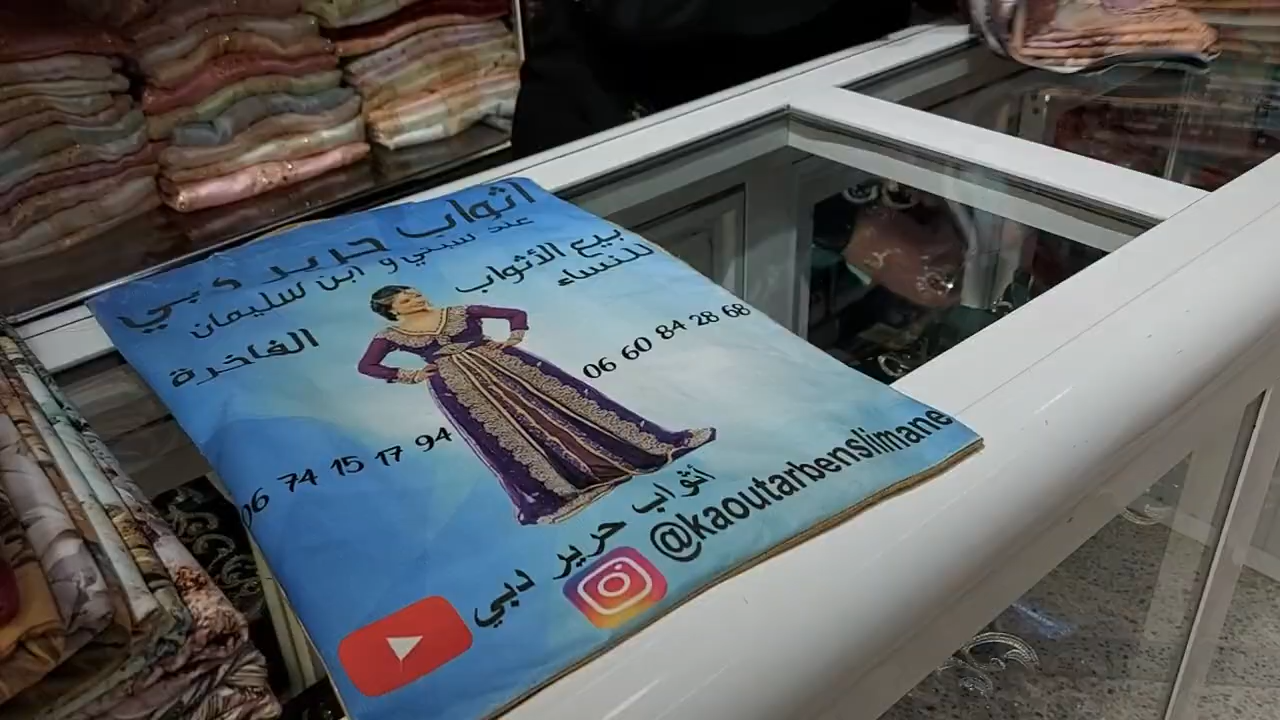 أثواب حرير دبي
عند سبتي و ابن سليمان
بيع الأثواب
للنساء
الفاخرة
06 60 84 28 68
06 74 15 17 94
@kaoutarbenslimane
أثواب حرير دبي